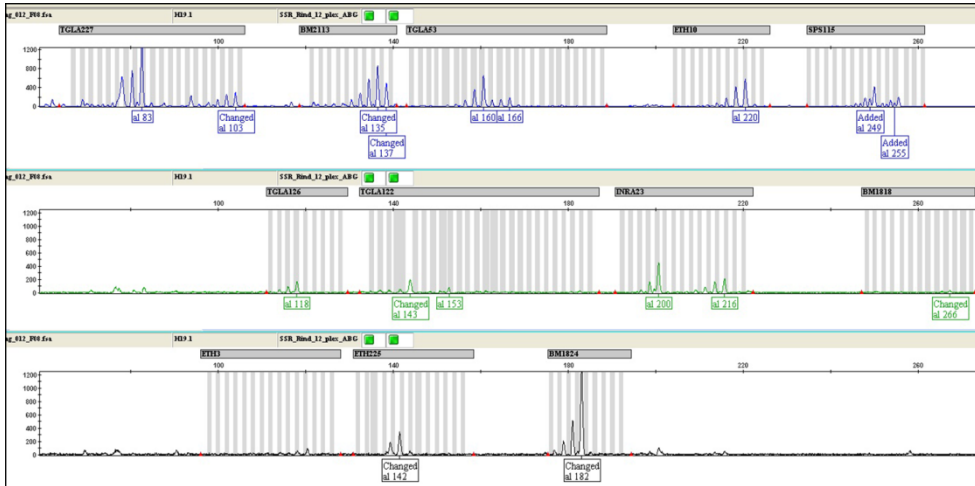 ag_012_F08.fsa H19.1 SSR_Rind_12_plex_ABG
TGLA227 BM2113 TGLA53 ETH10 SPS115
100 140 180 220 260
1200
800
400
0
al 83 Changed al 103 Changed al 135 Changed al 137 al 160 al 166 al 220 Added al 249 Added al 255
ag_012_F08.fsa H19.1 SSR_Rind_12_plex_ABG
TGLA126 TGLA122 INRA23 BM1818
100 140 180 220 260
1200
1000
800
600
400
200
0
al 118 Changed al 143 al 153 al 200 al 216 Changed al 266
ag_012_F08.fsa H19.1 SSR_Rind_12_plex_ABG
ETH3 ETH225 BM1824
100 140 180 220 260
1200
1000
800
600
400
200
0
Changed al 142 Changed al 182